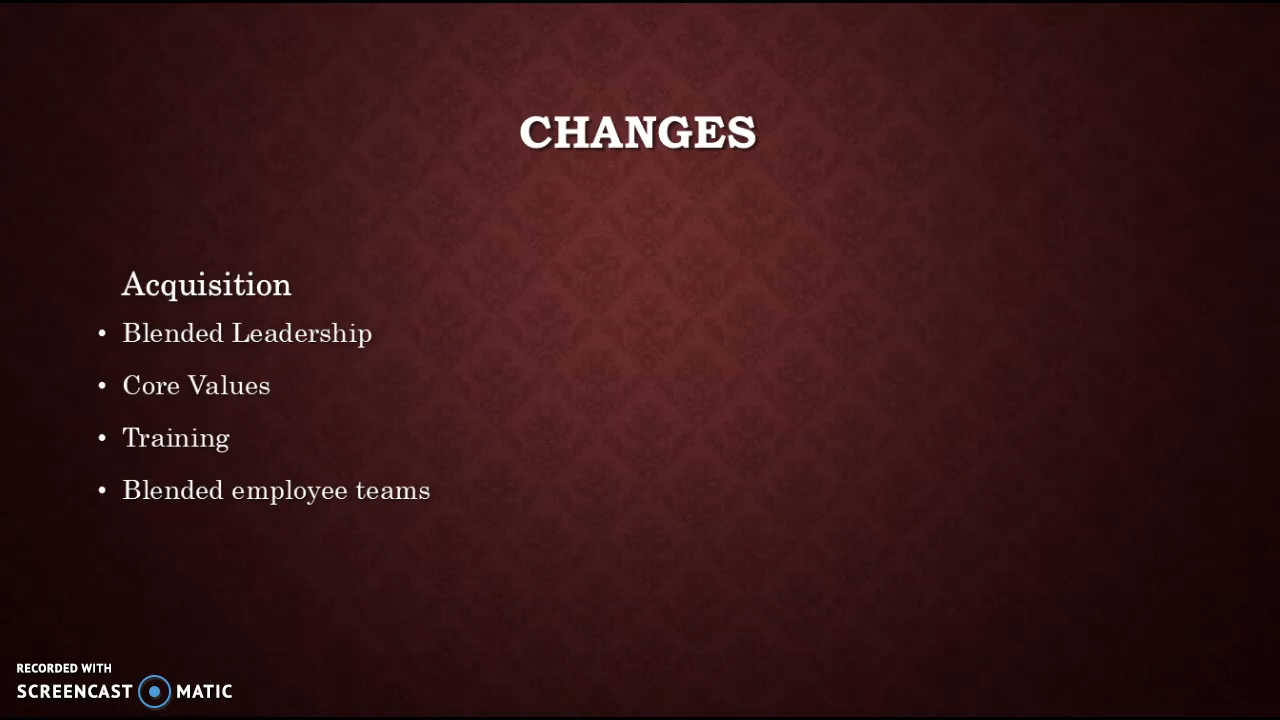 CHANGES
Acquisition
• Blended Leadership
• Core Values
• Training
• Blended employee teams
RECORDED WITH
SCREENCAST MATIC